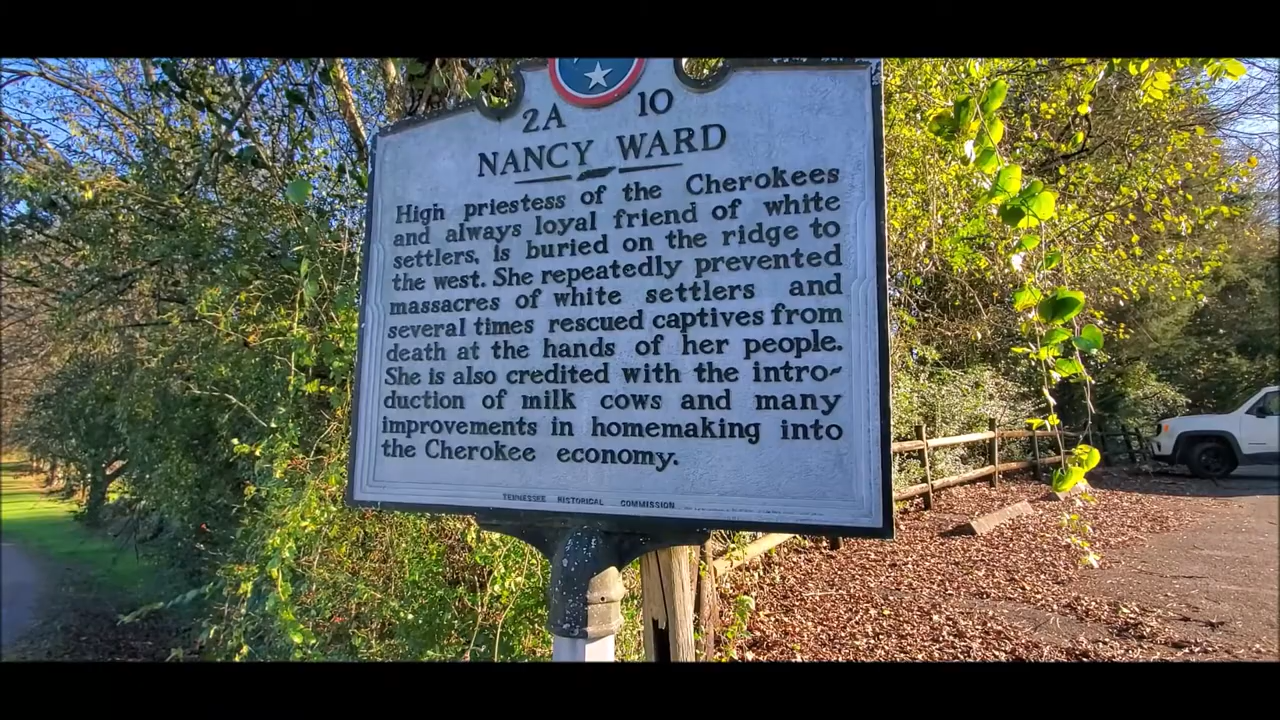 2A 10
NANCY WARD
High priestess of the Cherokees
and always loyal friend of white
settlers, is buried on the ridge to
the west. She repeatedly prevented
massacres of white settlers and
several times rescued captives from
death at the hands of her people.
She is also credited with the intro-
duction of milk cows and many
improvements in homemaking into
the Cherokee economy.
TENNESSEE HISTORICAL COMMISSION